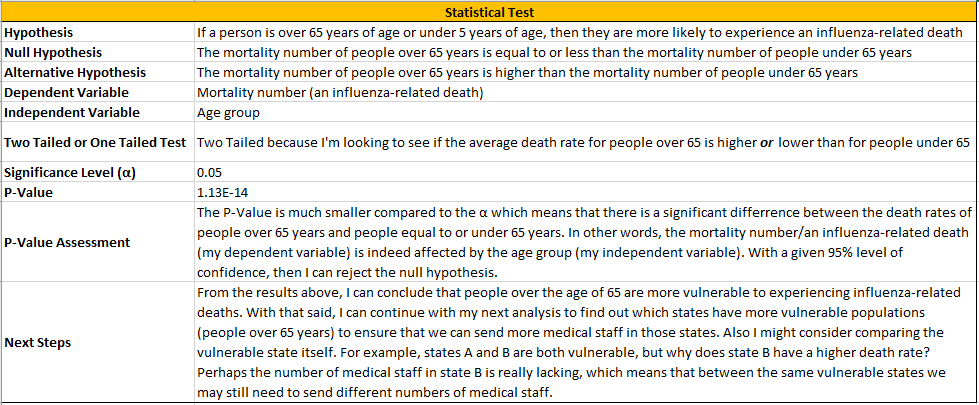 Statistical Test
Hypothesis If a person is over 65 years of age or under 5 years of age, then they are more likely to experience an influenza-related death
Null Hypothesis The mortality number of people over 65 years is equal to or less than the mortality number of people under 65 years
Alternative Hypothesis The mortality number of people over 65 years is higher than the mortality number of people under 65 years
Dependent Variable Mortality number (an influenza-related death)
Independent Variable Age group
Two Tailed or One Tailed Test Two Tailed because I'm looking to see if the average death rate for people over 65 is higher or lower than for people under 65
Significance Level (α) 0.05
P-Value 1.13E-14
P-Value Assessment
The P-Value is much smaller compared to the α which means that there is a significant differrence between the death rates of
people over 65 years and people equal to or under 65 years. In other words, the mortality number/an influenza-related death
(my dependent variable) is indeed affected by the age group (my independent variable). With a given 95% level of
confidence, then I can reject the null hypothesis.
Next Steps
From the results above, I can conclude that people over the age of 65 are more vulnerable to experiencing influenza-related
deaths. With that said, I can continue with my next analysis to find out which states have more vulnerable populations
(people over 65 years) to ensure that we can send more medical staff in those states. Also I might consider comparing the
vulnerable state itself. For example, states A and B are both vulnerable, but why does state B have a higher death rate?
Perhaps the number of medical staff in state B is really lacking, which means that between the same vulnerable states we
may still need to send different numbers of medical staff.